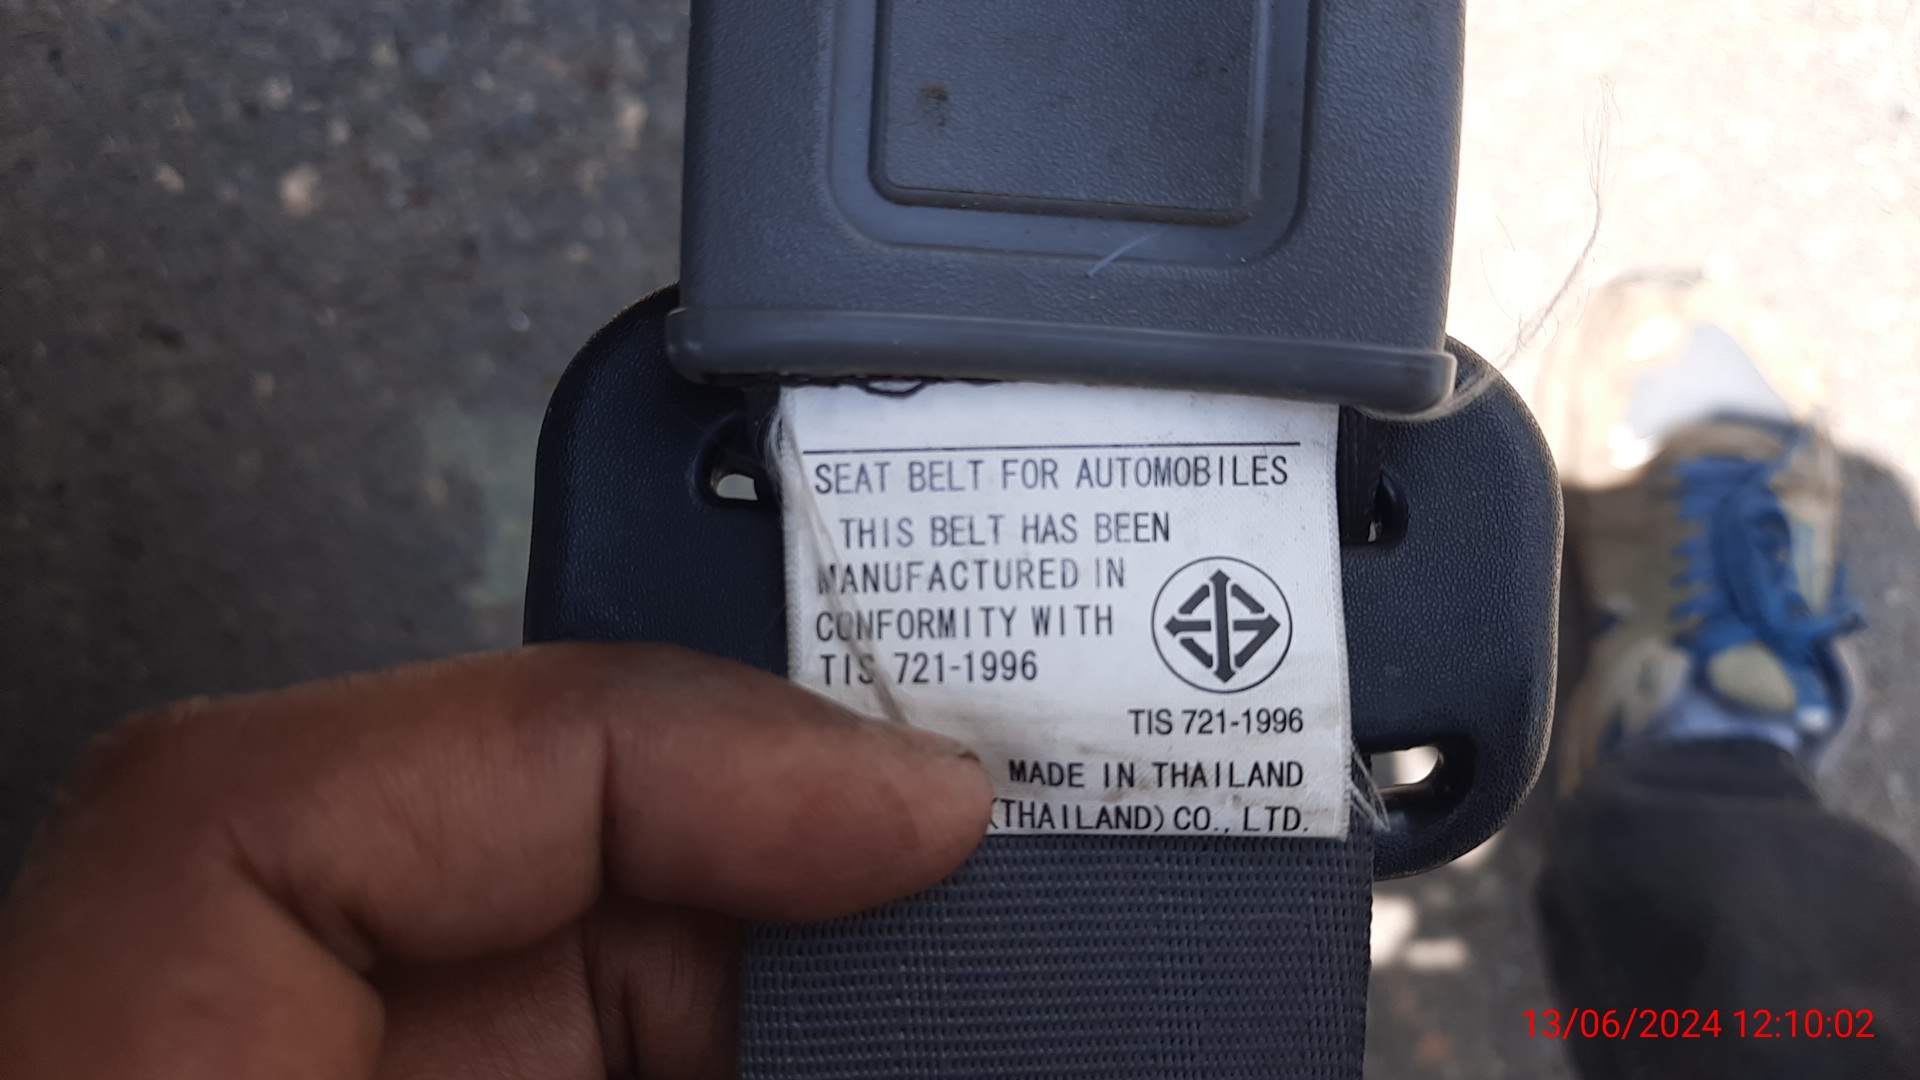 SEAT BELT FOR AUTOMOBILES
THIS BELT HAS BEEN
MANUFACTURED IN
CONFORMITY WITH
TIS 721-1996
TIS 721-1996
MADE IN THAILAND
(THAILAND) CO., LTD.
13/06/2024 12:10:02